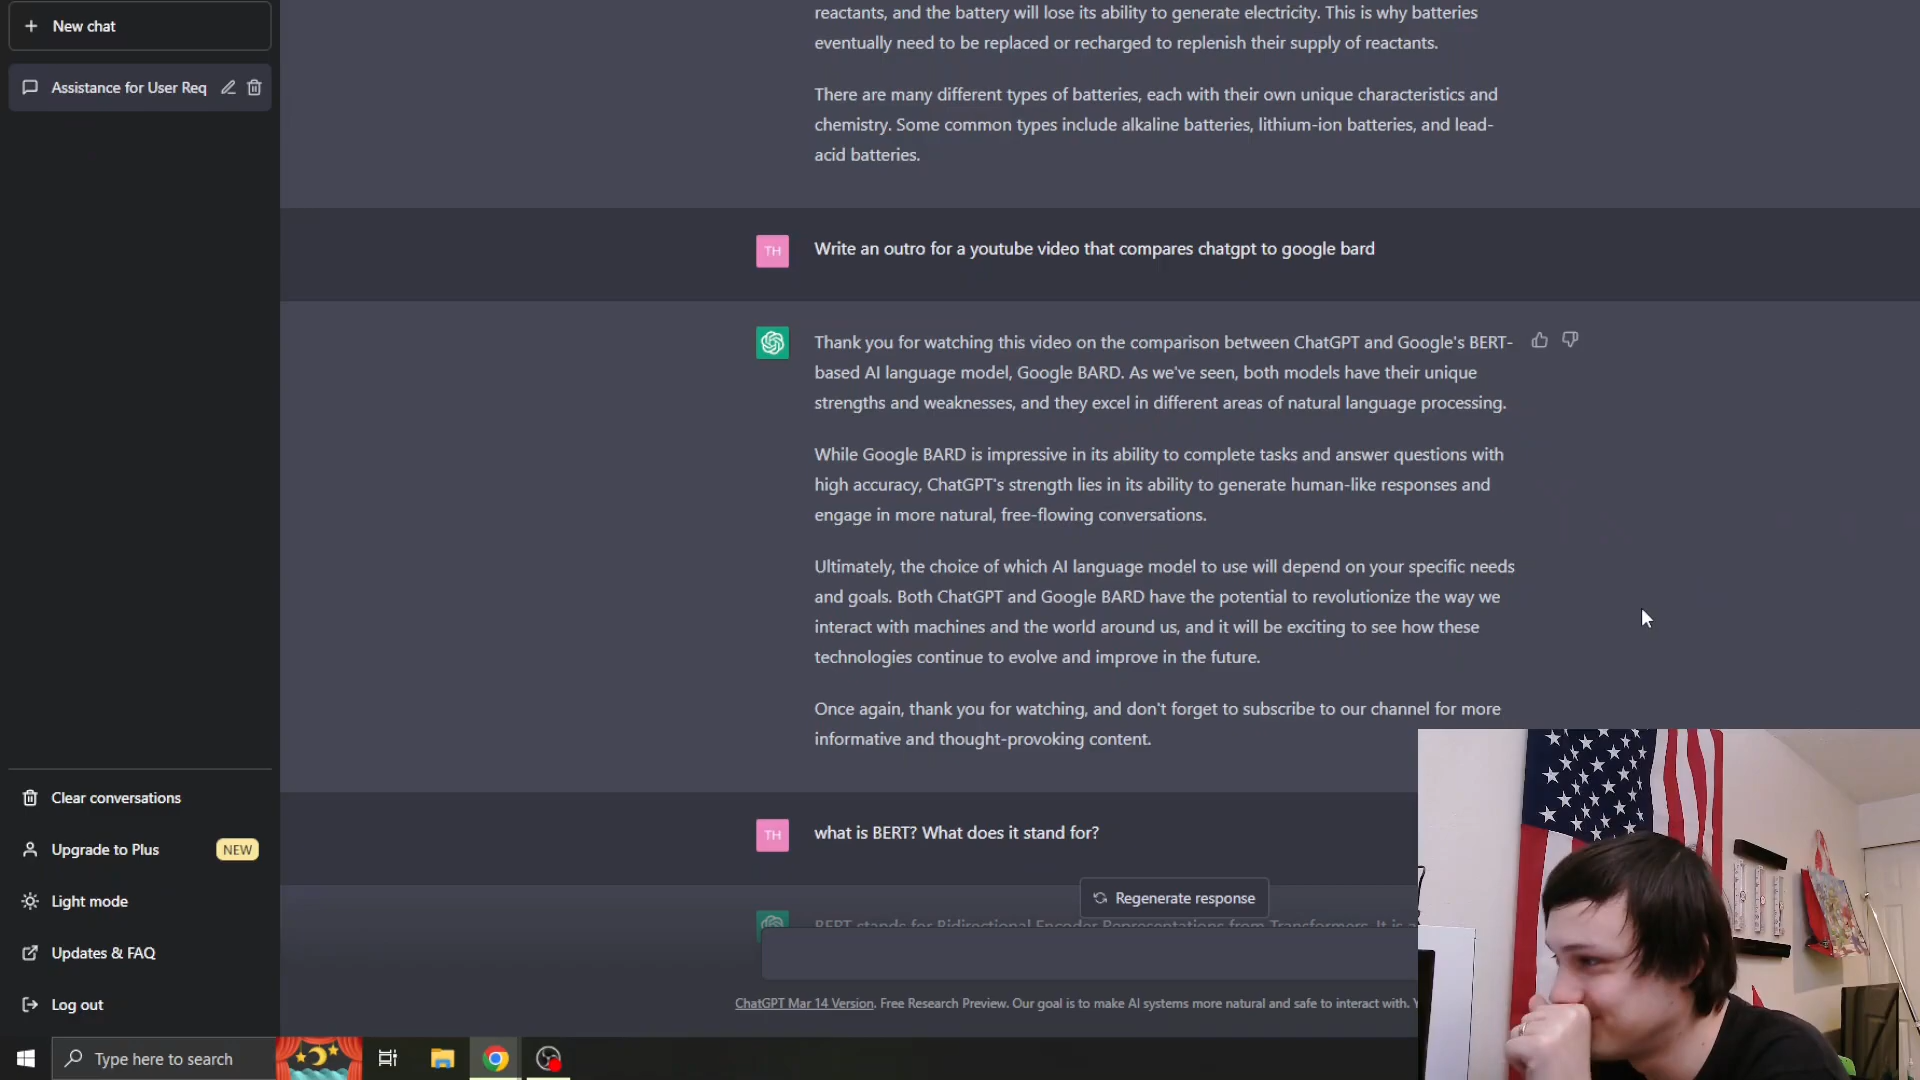 New chat
Assistance for User Req
reactants, and the battery will lose its ability to generate electricity. This is why batteries
eventually need to be replaced or recharged to replenish their supply of reactants.
There are many different types of batteries, each with their own unique characteristics and
chemistry. Some common types include alkaline batteries, lithium-ion batteries, and lead-
acid batteries.
TH
Write an outro for a youtube video that compares chatgpt to google bard
Thank you for watching this video on the comparison between ChatGPT and Google's BERT-
based AI language model, Google BARD. As we've seen, both models have their unique
strengths and weaknesses, and they excel in different areas of natural language processing.
While Google BARD is impressive in its ability to complete tasks and answer questions with
high accuracy, ChatGPT's strength lies in its ability to generate human-like responses and
engage in more natural, free-flowing conversations.
Ultimately, the choice of which AI language model to use will depend on your specific needs
and goals. Both ChatGPT and Google BARD have the potential to revolutionize the way we
interact with machines and the world around us, and it will be exciting to see how these
technologies continue to evolve and improve in the future.
Once again, thank you for watching, and don't forget to subscribe to our channel for more
informative and thought-provoking content.
TH
what is BERT? What does it stand for?
Regenerate response
BERT stands for Bidirectional Encoder Representations from Transformers. It is a
ChatGPT Mar 14 Version. Free Research Preview. Our goal is to make AI systems more natural and safe to interact with. Y
Clear conversations
Upgrade to Plus
NEW
Light mode
Updates & FAQ
Log out
Type here to search